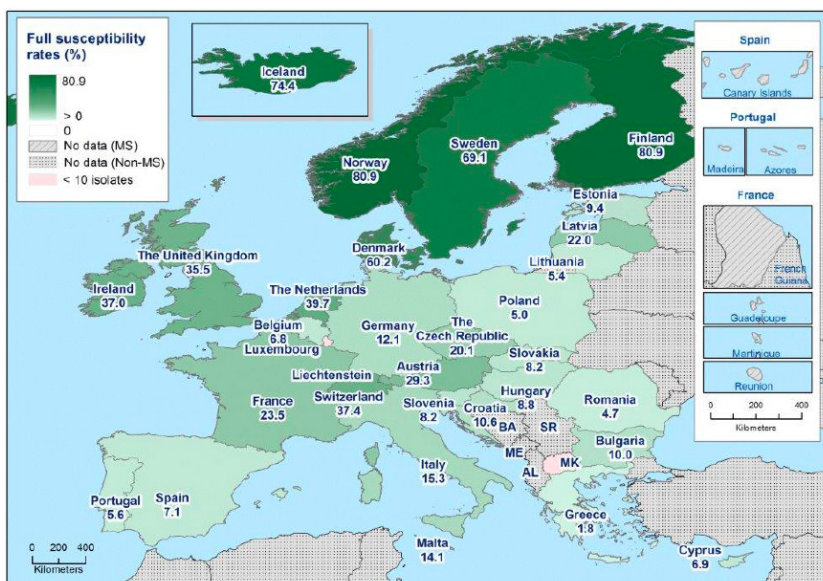 Full susceptibility
rates (%)
80.9
> 0
0
No data (MS)
No data (Non-MS)
< 10 isolates
Iceland
74.4
Norway
80.9
Sweden
69.1
Finland
80.9
Estonia
9.4
Latvia
22.0
Lithuania
5.4
The United Kingdom
35.5
Ireland
37.0
Denmark
60.2
The Netherlands
39.7
Belgium
6.8
Luxembourg
Germany
12.1
Poland
5.0
The
Czech Republic
20.1
Slovakia
8.2
Liechtenstein
Austria
29.3
France
23.5
Switzerland
37.4
Slovenia
8.2
Hungary
8.8
Croatia
10.6
Romania
4.7
BA
SR
Bulgaria
10.0
ME
MK
AL
Italy
15.3
Portugal
5.6
Spain
7.1
Greece
1.8
Malta
14.1
Cyprus
6.9
0 200 400
Kilometers
Spain
Canary Islands
Portugal
Madeira
Azores
France
French
Guiana
Guadeloupe
Martinique
Reunion
0 200 400
Kilometers